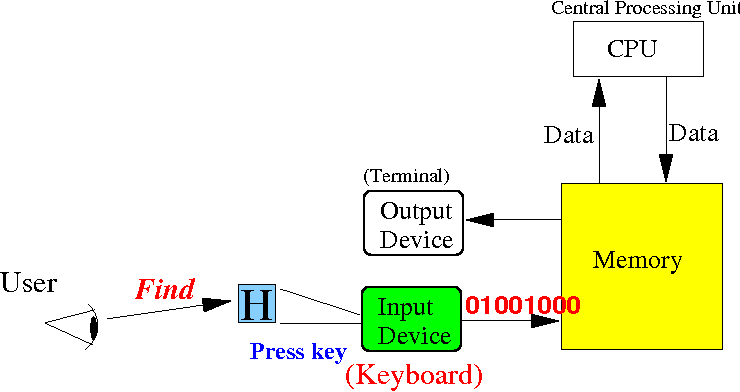 Central Processing Unit
CPU
Data
Data
(Terminal)
Output
Device
Memory
User
Find
H
Input
Device
01001000
Press key
(Keyboard)